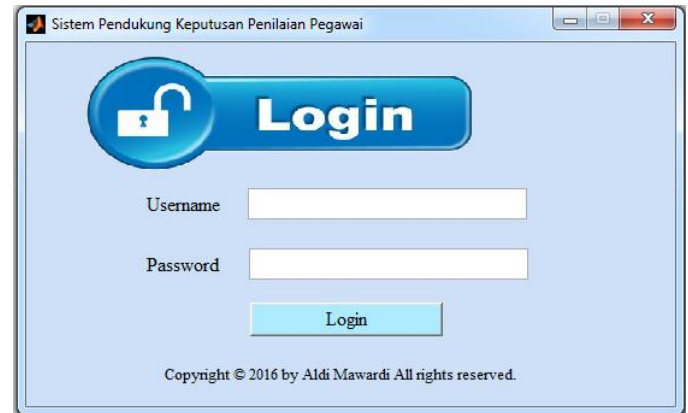 Sistem Pendukung Keputusan Penilaian Pegawai
Login
Username
Password
Login
Copyright © 2016 by Aldi Mawardi All rights reserved.